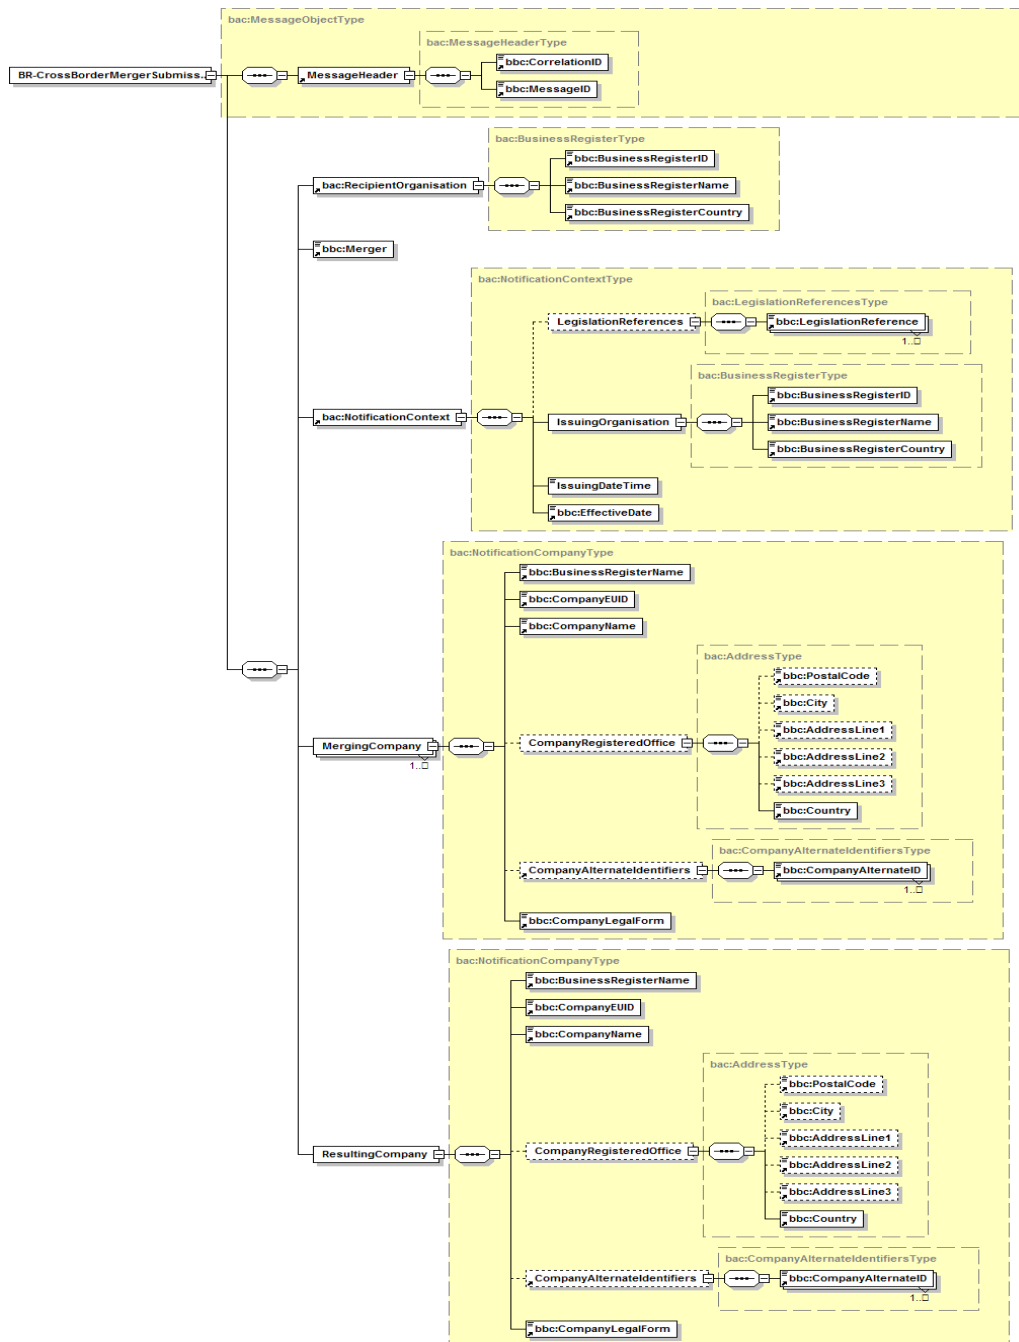 bac:MessageObjectType
bac:MessageHeaderType
BR-CrossBorderMergerSubmiss..
MessageHeader
bbc:CorrelationID
bbc:MessageID
bac:BusinessRegisterType
bac:RecipientOrganisation
bbc:BusinessRegisterID
bbc:BusinessRegisterName
bbc:BusinessRegisterCountry
bbc:Merger
bac:NotificationContextType
bac:NotificationContext
bac:LegislationReferencesType
LegislationReferences
bbc:LegislationReference
1..□
bac:BusinessRegisterType
IssuingOrganisation
bbc:BusinessRegisterID
bbc:BusinessRegisterName
bbc:BusinessRegisterCountry
IssuingDateTime
bbc:EffectiveDate
bac:NotificationCompanyType
MergingCompany
1..□
bbc:BusinessRegisterName
bbc:CompanyEUID
bbc:CompanyName
bac:AddressType
CompanyRegisteredOffice
bbc:PostalCode
bbc:City
bbc:AddressLine1
bbc:AddressLine2
bbc:AddressLine3
bbc:Country
bac:CompanyAlternateIdentifiersType
CompanyAlternateIdentifiers
bbc:CompanyAlternateID
1..□
bbc:CompanyLegalForm
bac:NotificationCompanyType
ResultingCompany
bbc:BusinessRegisterName
bbc:CompanyEUID
bbc:CompanyName
bac:AddressType
CompanyRegisteredOffice
bbc:PostalCode
bbc:City
bbc:AddressLine1
bbc:AddressLine2
bbc:AddressLine3
bbc:Country
bac:CompanyAlternateIdentifiersType
CompanyAlternateIdentifiers
bbc:CompanyAlternateID
1..□
bbc:CompanyLegalForm